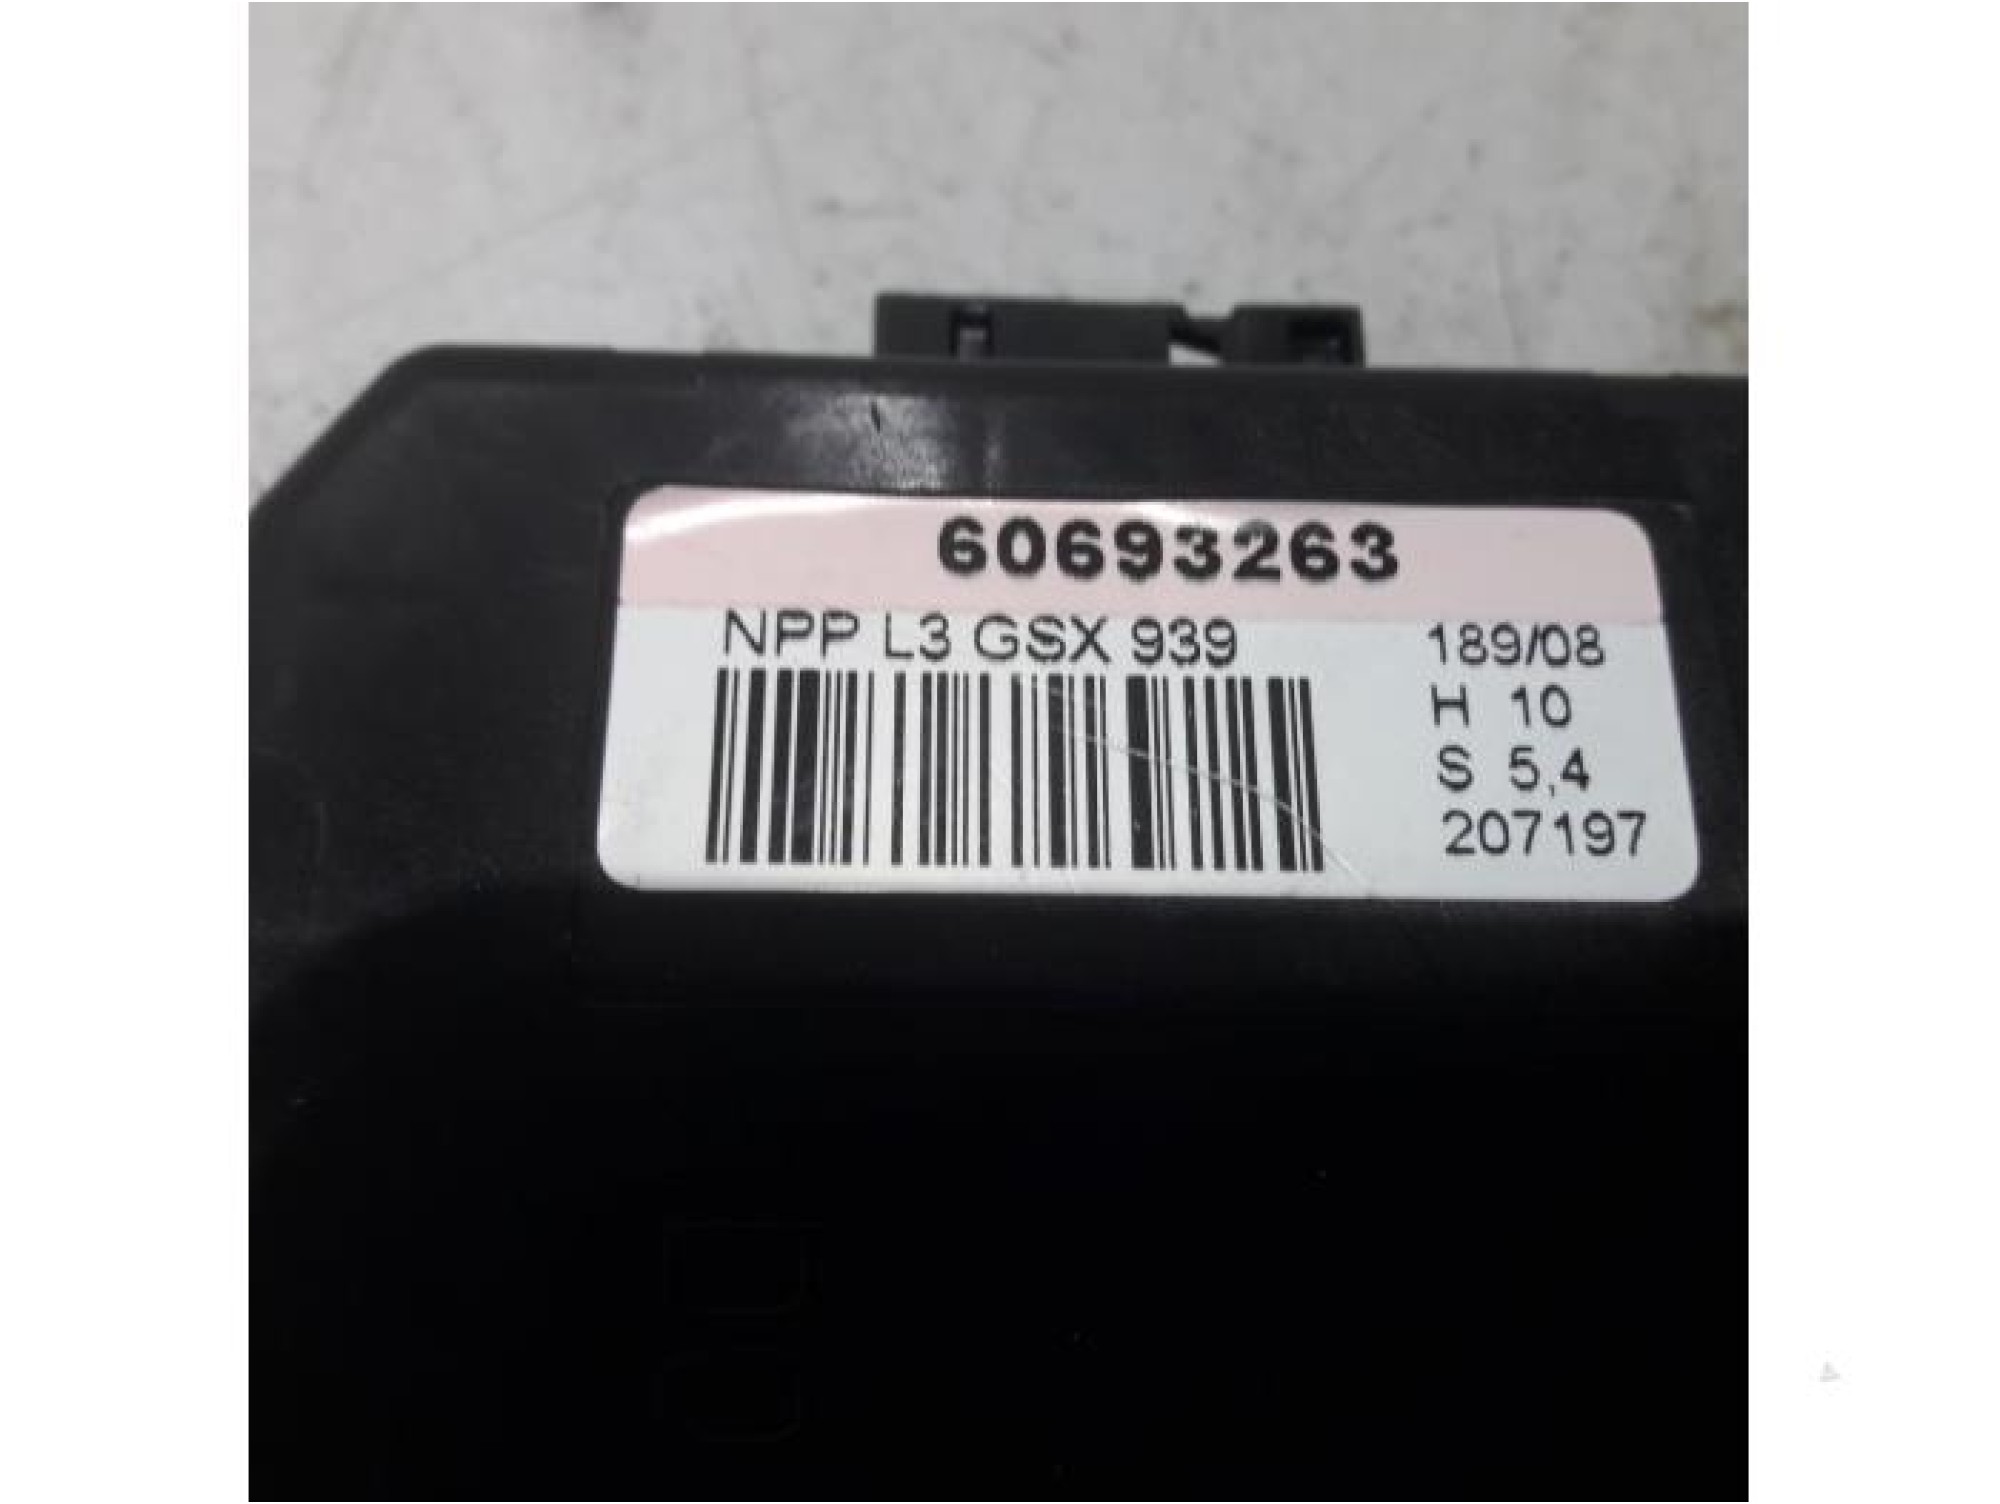 60693263
NPP L3 GSX 939
189/08
H 10
S 5,4
207197